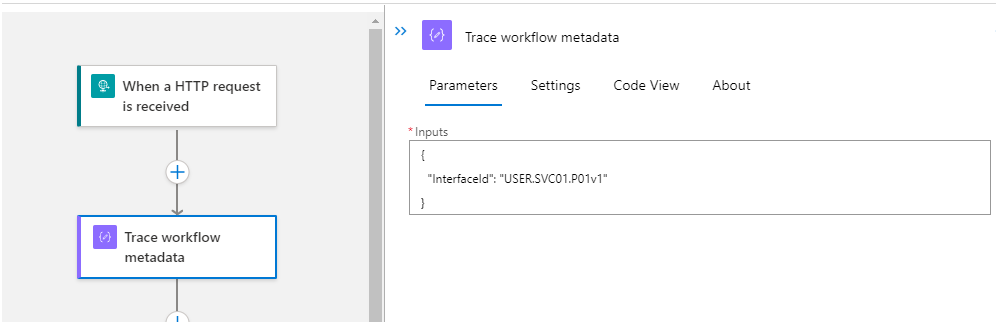 When a HTTP request
is received
Trace workflow
metadata
Trace workflow metadata
Parameters Settings Code View About
* Inputs
{
"InterfaceId": "USER.SVC01.P01v1"
}